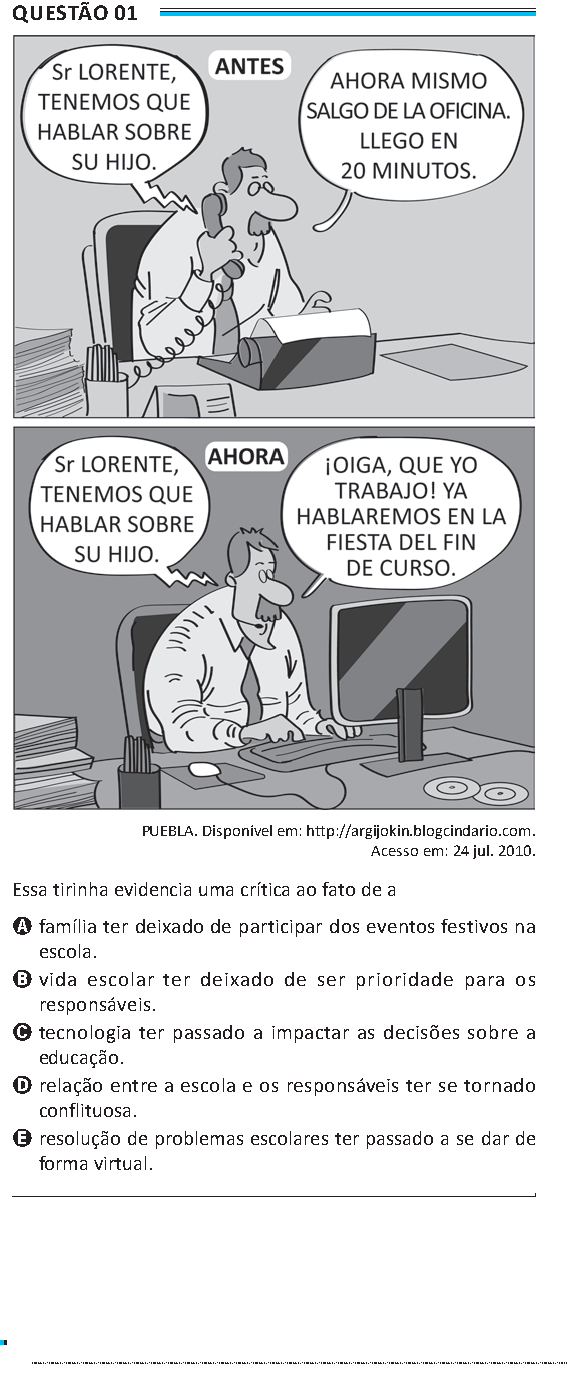 QUESTÃO 01
ANTES
Sr LORENTE,
TENEMOS QUE
HABLAR SOBRE
SU HIJO.
AHORA MISMO
SALGO DE LA OFICINA.
LLEGO EN
20 MINUTOS.
AHORA
Sr LORENTE,
TENEMOS QUE
HABLAR SOBRE
SU HIJO.
¡OIGA, QUE YO
TRABAJO! YA
HABLAREMOS EN LA
FIESTA DEL FIN
DE CURSO.
PUEBLA. Disponível em: http://argijokin.blogcindario.com.
Acesso em: 24 jul. 2010.
Essa tirinha evidencia uma crítica ao fato de a
A família ter deixado de participar dos eventos festivos na
escola.
B vida escolar ter deixado de ser prioridade para os
responsáveis.
C tecnologia ter passado a impactar as decisões sobre a
educação.
D relação entre a escola e os responsáveis ter se tornado
conflituosa.
E resolução de problemas escolares ter passado a se dar de
forma virtual.